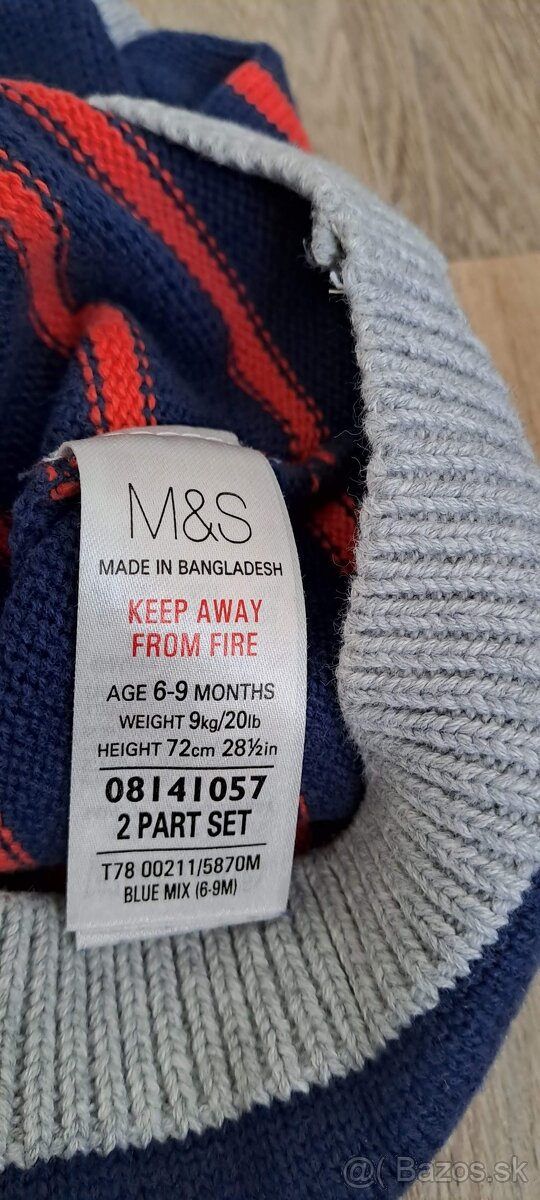 M&S
MADE IN BANGLADESH
KEEP AWAY
FROM FIRE
AGE 6-9 MONTHS
WEIGHT 9kg/20lb
HEIGHT 72cm 28½in
08141057
2 PART SET
T78 00211/5870M
BLUE MIX (6-9M)
@( Bazos.sk